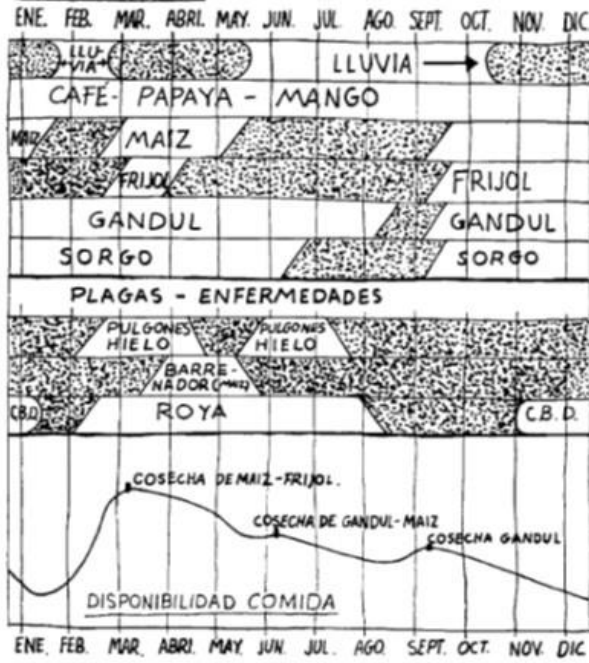 ENE. FEB. MAR. ABRI. MAY. JUN. JUL. AGO. SEPT. OCT. NOV. DIC
LLU-
VIA
LLUVIA
CAFÉ - PAPAYA - MANGO
MAIZ MAIZ
FRIJOL FRIJOL
GANDUL GANDUL
SORGO SORGO
PLAGAS - ENFERMEDADES
PULGONES PULGONES
HIELO HIELO
BARRE-
NADOR (MAIZ)
C.B.D. ROYA C.B.D.
COSECHA DE MAIZ-FRIJOL.
COSECHA DE GANDUL-MAIZ
COSECHA GANDUL
DISPONIBILIDAD COMIDA
ENE. FEB. MAR. ABRI. MAY. JUN. JUL. AGO. SEPT. OCT. NOV. DIC